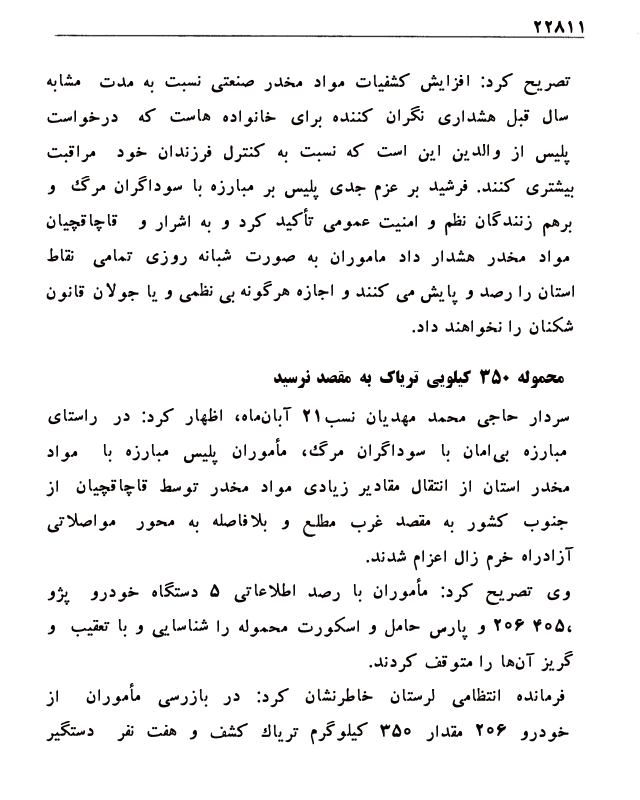 ۲۲۸۱۱
تصریح کرد: افزایش کشفیات مواد مخدر صنعتی نسبت به مدت مشابه
سال قبل هشداری نگران کننده برای خانواده هاست که درخواست
پلیس از والدین این است که نسبت به کنترل فرزندان خود مراقبت
بیشتری کنند. فرشید بر عزم جدی پلیس بر مبارزه با سوداگران مرگ و
برهم زنندگان نظم و امنیت عمومی تأکید کرد و به اشرار و قاچاقچیان
مواد مخدر هشدار داد ماموران به صورت شبانه روزی تمامی نقاط
استان را رصد و پایش می کنند و اجازه هرگونه بی نظمی و یا جولان قانون
شکنان را نخواهند داد.
محموله ۳۵۰ کیلویی تریاک به مقصد نرسید
سردار حاجی محمد مهدیان نسب۲۱ آبان‌ماه، اظهار کرد: در راستای
مبارزه بی‌امان با سوداگران مرگ، مأموران پلیس مبارزه با مواد
مخدر استان از انتقال مقادیر زیادی مواد مخدر توسط قاچاقچیان از
جنوب کشور به مقصد غرب مطلع و بلافاصله به محور مواصلاتی
آزادراه خرم زال اعزام شدند.
وی تصریح کرد: مأموران با رصد اطلاعاتی ۵ دستگاه خودرو پژو
۴۰۵، ۲۰۶ و پارس حامل و اسکورت محموله را شناسایی و با تعقیب و
گریز آن‌ها را متوقف کردند.
فرمانده انتظامی لرستان خاطرنشان کرد: در بازرسی مأموران از
خودرو ۲۰۶ مقدار ۳۵۰ کیلوگرم تریاک کشف و هفت نفر دستگیر